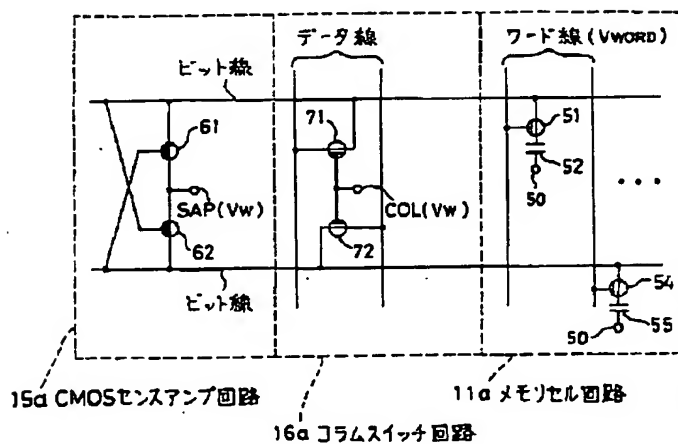 データ線
ワード線(VWORD)
ビット線
61
71
51
52
50
SAP(VW)
COL(VW)
...
62
72
54
ビット線
50
55
15a CMOSセンスアンプ回路
11a メモリセル回路
16a コラムスイッチ回路